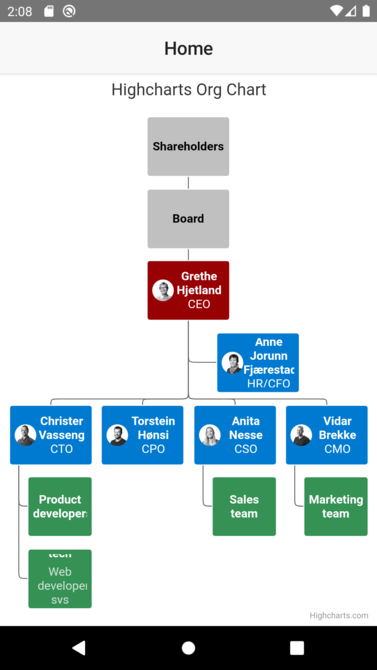 2:08
Home
Highcharts Org Chart
Shareholders
Board
Grethe
Hjetland
CEO
Anne
Jorunn
Fjærestad
HR/CFO
Christer
Vasseng
CTO
Torstein
Hønsi
CPO
Anita
Nesse
CSO
Vidar
Brekke
CMO
Product
developer
Sales
team
Marketing
team
tech
Web
developer
svs
Highcharts.com